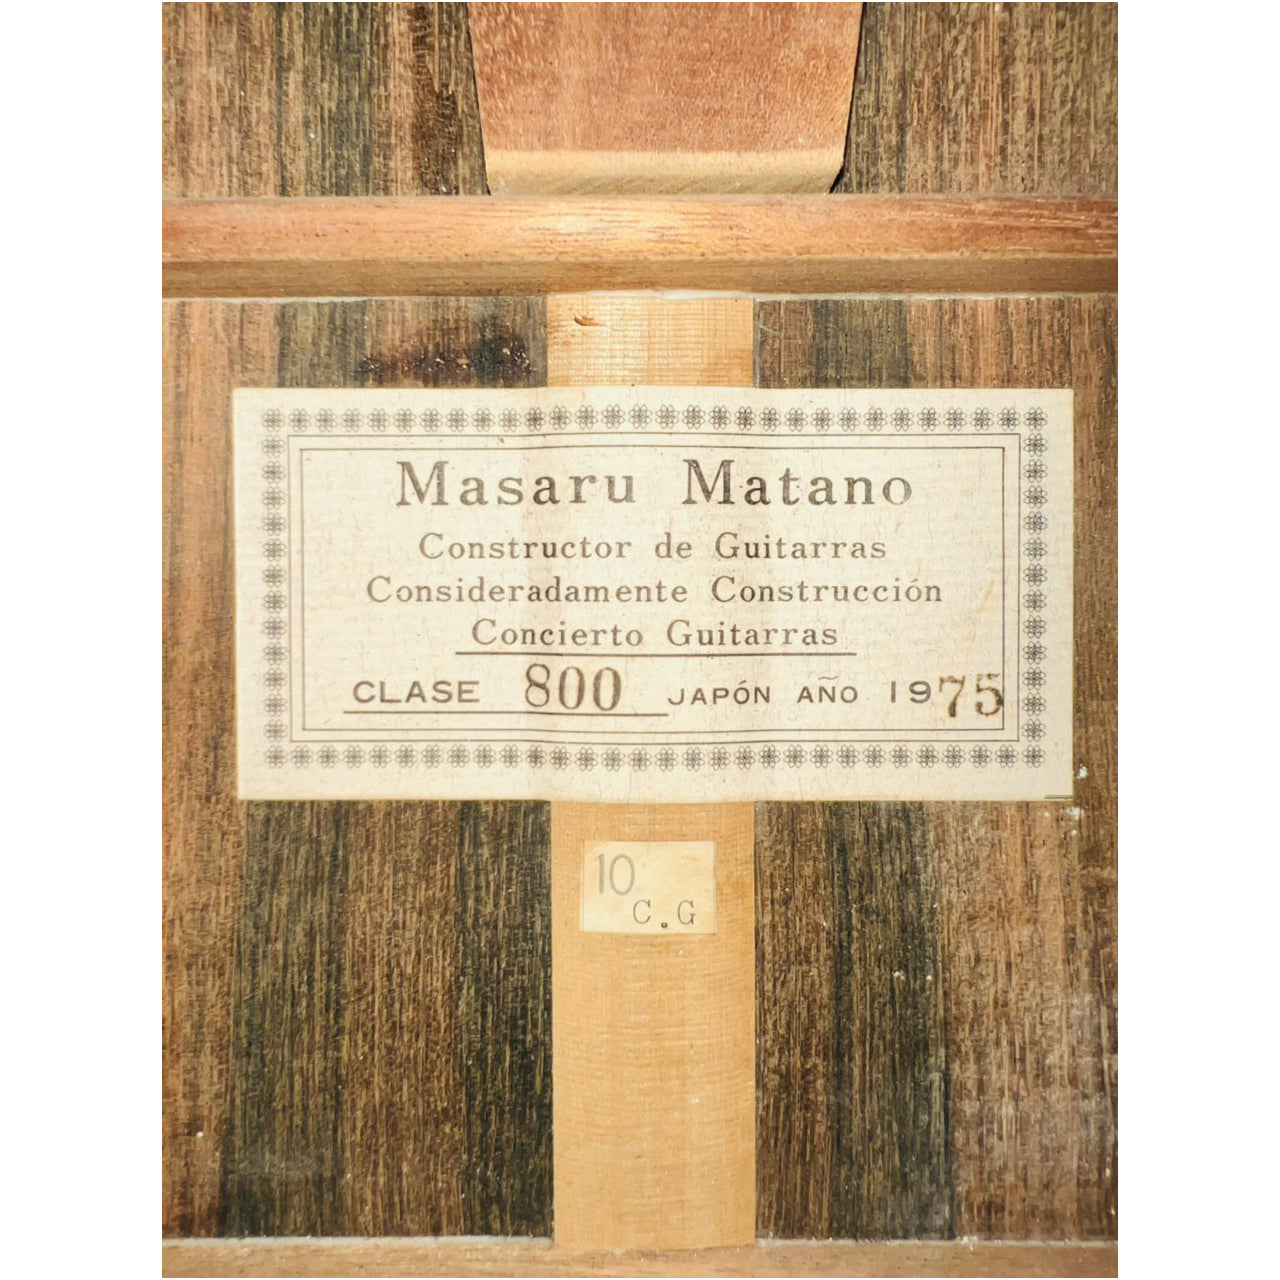 Masaru Matano
Constructor de Guitarras
Consideradamente Construcción
Concierto Guitarras
CLASE 800 JAPÓN AÑO 1975
10
C.G